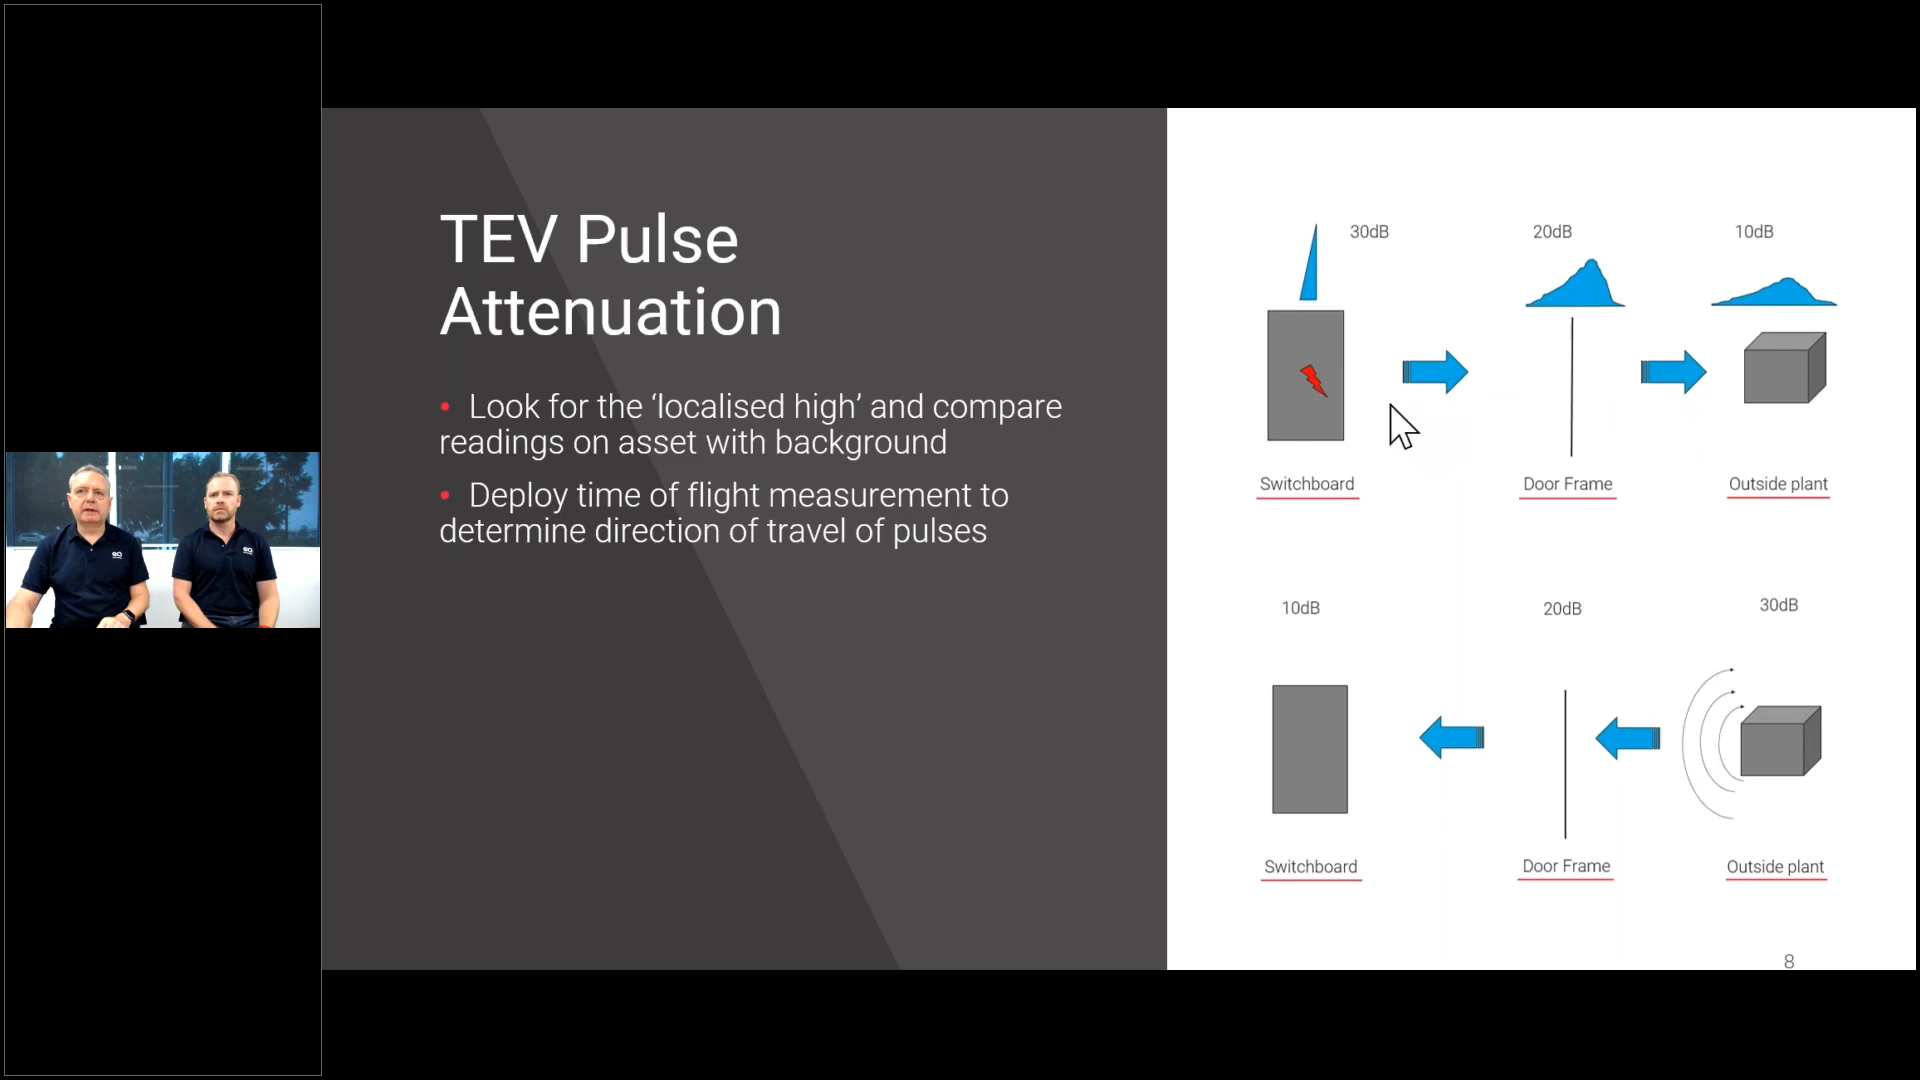 TEV Pulse
Attenuation
• Look for the ‘localised high’ and compare
readings on asset with background
• Deploy time of flight measurement to
determine direction of travel of pulses
30dB
20dB
10dB
Switchboard
Door Frame
Outside plant
10dB
20dB
30dB
Switchboard
Door Frame
Outside plant
8
ea
ea